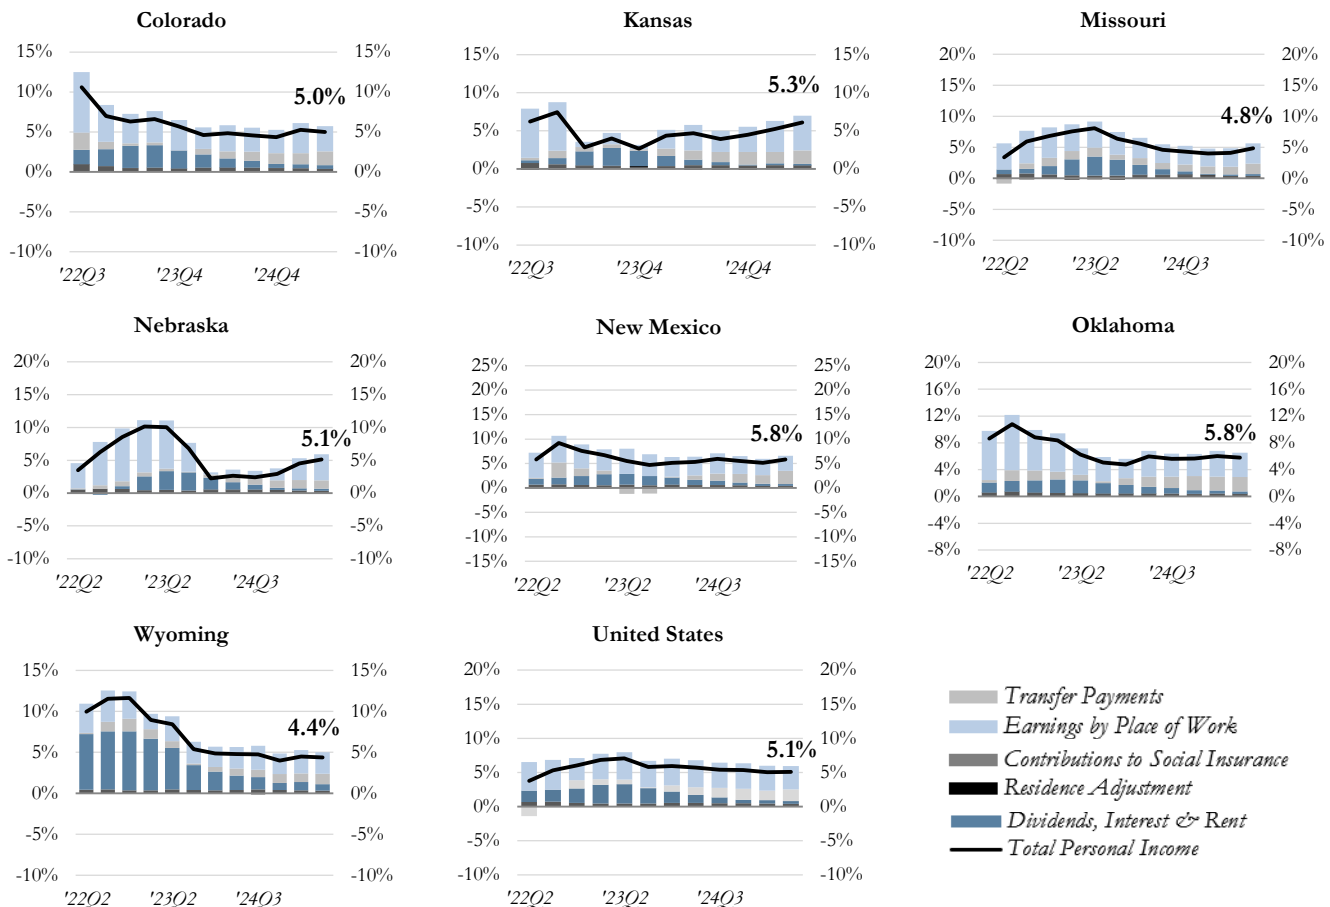 Colorado
15% 15%
10% 10%
5.0%
5% 5%
0% 0%
-5% -5%
-10% -10%
'22Q3 '23Q4 '24Q4
Kansas
15% 15%
10% 10%
5.3%
5% 5%
0% 0%
-5% -5%
-10% -10%
'22Q3 '23Q4 '24Q4
Missouri
20% 20%
15% 15%
10% 10%
4.8%
5% 5%
0% 0%
-5% -5%
-10% -10%
'22Q2 '23Q2 '24Q3
Nebraska
20% 20%
15% 15%
10% 10%
5.1%
5% 5%
0% 0%
-5% -5%
-10% -10%
'22Q2 '23Q2 '24Q3
New Mexico
25% 25%
20% 20%
15% 15%
10% 10%
5.8%
5% 5%
0% 0%
-5% -5%
-10% -10%
-15% -15%
'22Q2 '23Q2 '24Q3
Oklahoma
20% 20%
16% 16%
12% 12%
5.8%
8% 8%
4% 4%
0% 0%
-4% -4%
-8% -8%
'22Q2 '23Q2 '24Q3
Wyoming
15% 15%
10% 10%
4.4%
5% 5%
0% 0%
-5% -5%
-10% -10%
'22Q2 '23Q2 '24Q3
United States
20% 20%
15% 15%
10% 10%
5.1%
5% 5%
0% 0%
-5% -5%
-10% -10%
'22Q2 '23Q2 '24Q3
Transfer Payments
Earnings by Place of Work
Contributions to Social Insurance
Residence Adjustment
Dividends, Interest & Rent
Total Personal Income